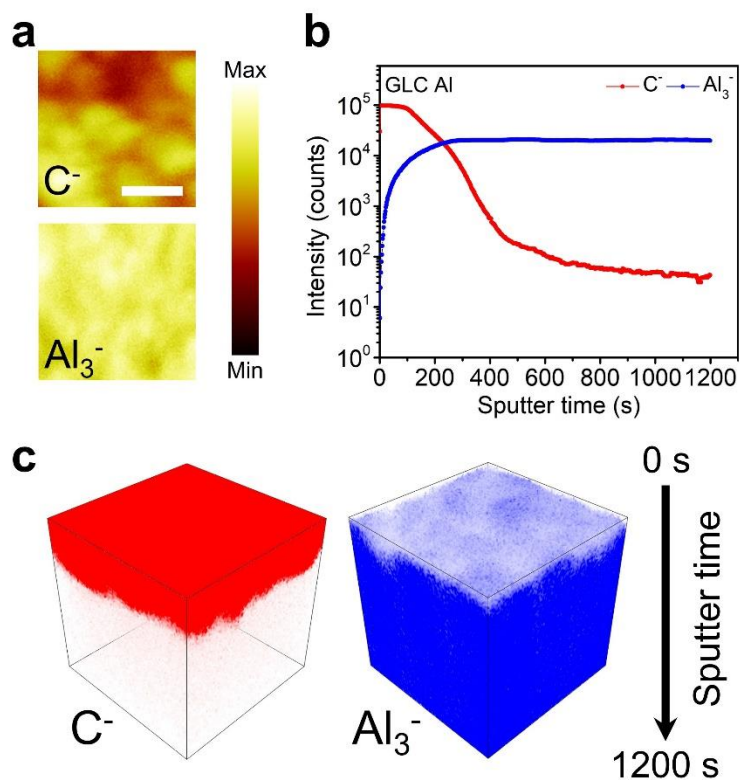 a
C⁻
Al₃⁻
Max
Min
b
GLC Al
C⁻
Al₃⁻
Intensity (counts)
10⁵
10⁴
10³
10²
10¹
10⁰
0 200 400 600 800 1000 1200
Sputter time (s)
c
C⁻
Al₃⁻
0 s
Sputter time
1200 s